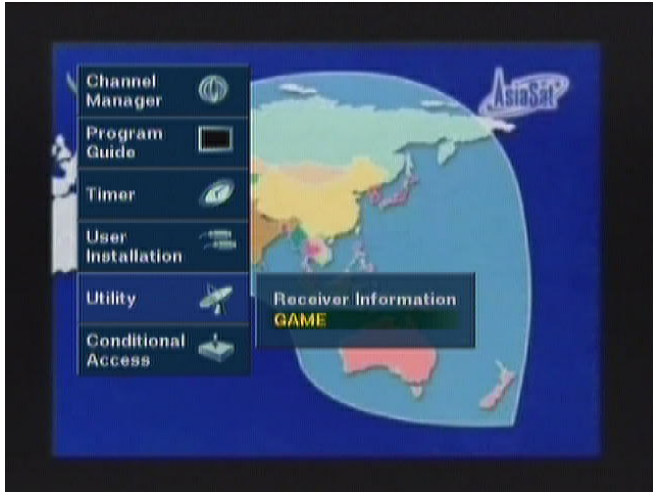 Channel
Manager
Program
Guide
Timer
User
Installation
Utility
Conditional
Access
Receiver Information
GAME
AsiaSat